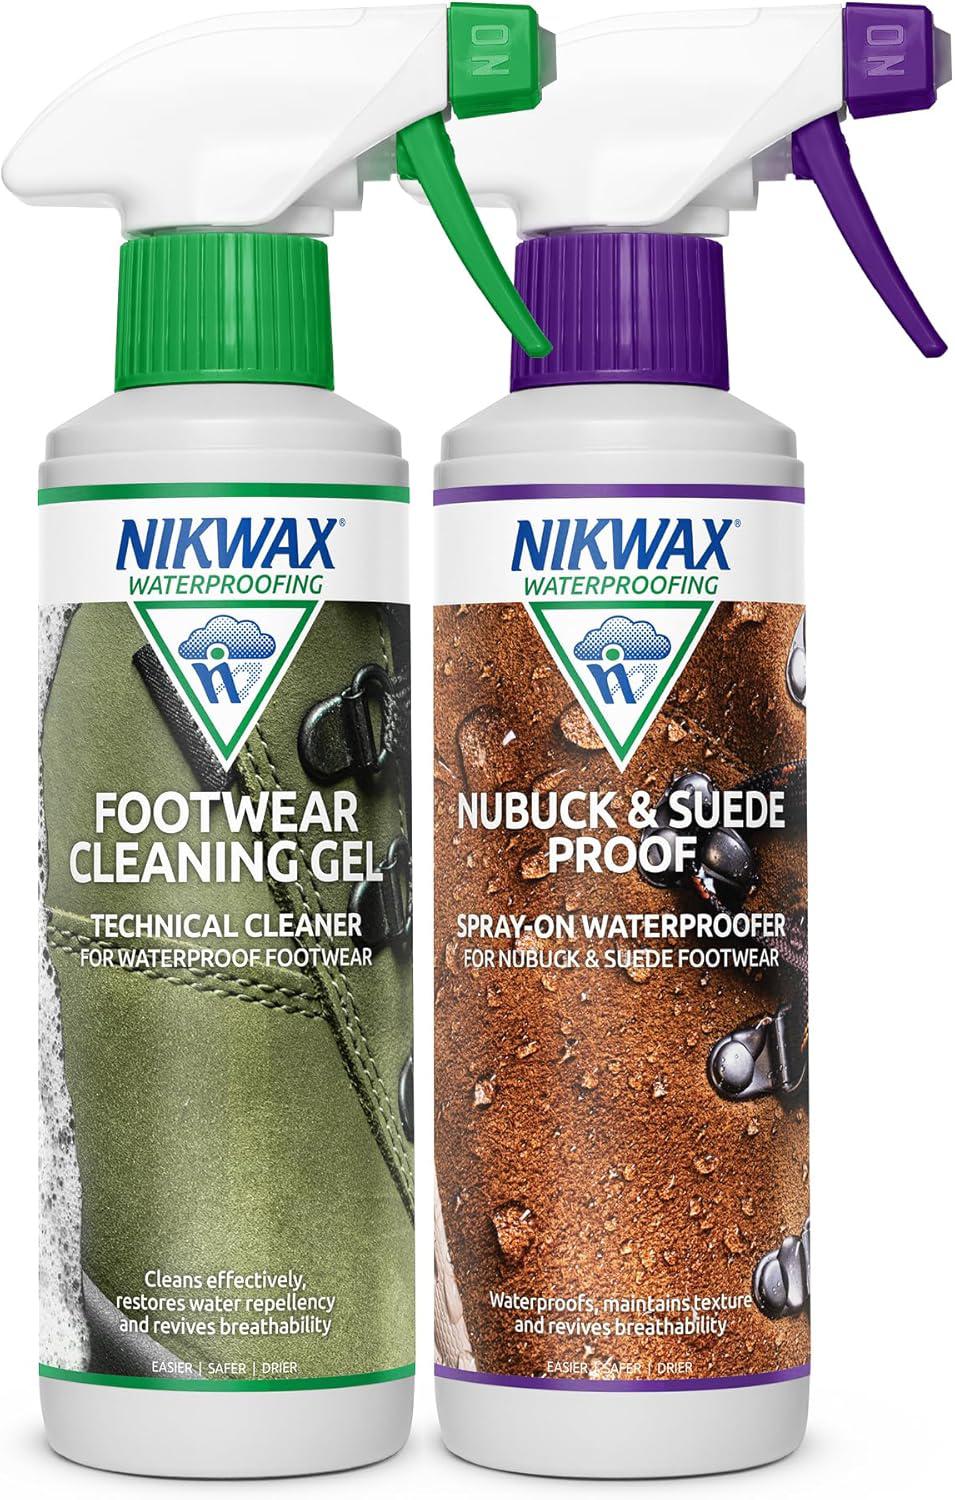 ON
NIKWAX®
WATERPROOFING
n
FOOTWEAR
CLEANING GEL
TECHNICAL CLEANER
FOR WATERPROOF FOOTWEAR
Cleans effectively,
restores water repellency
and revives breathability
EASIER | SAFER | DRIER
ON
NIKWAX®
WATERPROOFING
n
NUBUCK & SUEDE
PROOF
SPRAY-ON WATERPROOFER
FOR NUBUCK & SUEDE FOOTWEAR
Waterproofs, maintains texture
and revives breathability
EASIER | SAFER | DRIER